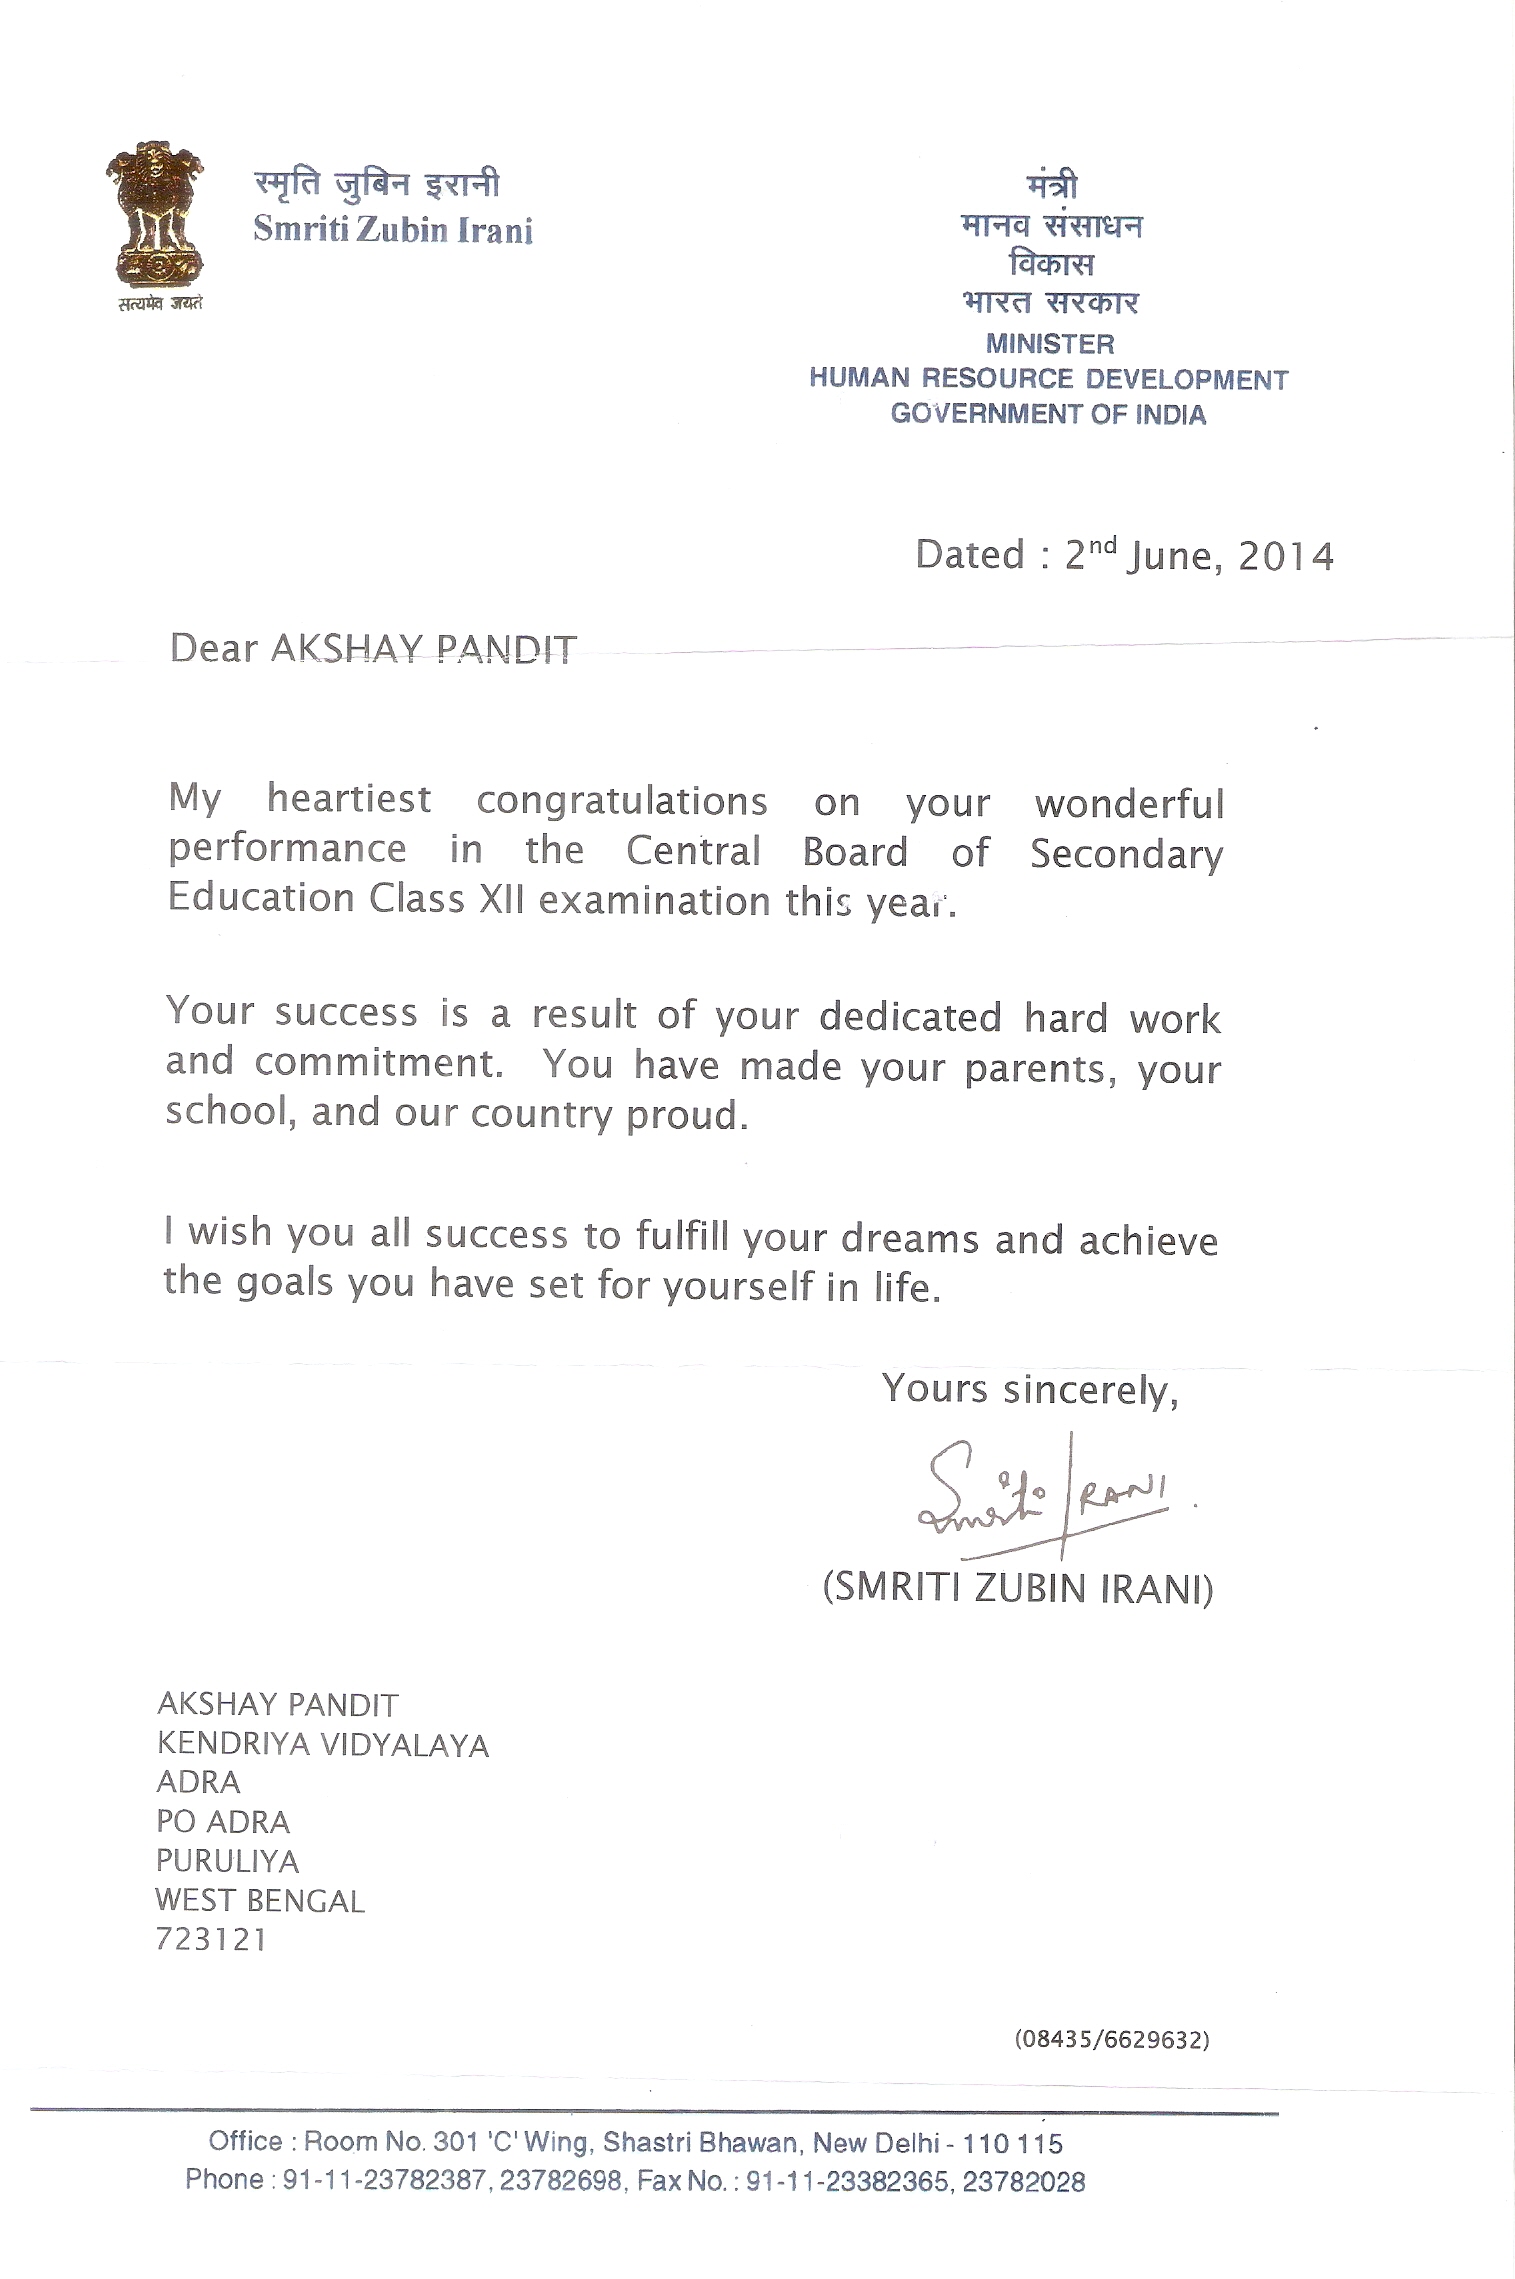 स्मृति जुबिन इरानी
Smriti Zubin Irani
सत्यमेव जयते
मंत्री
मानव संसाधन
विकास
भारत सरकार
MINISTER
HUMAN RESOURCE DEVELOPMENT
GOVERNMENT OF INDIA
Dated : 2nd June, 2014
Dear AKSHAY PANDIT
My heartiest congratulations on your wonderful
performance in the Central Board of Secondary
Education Class XII examination this year.
Your success is a result of your dedicated hard work
and commitment. You have made your parents, your
school, and our country proud.
I wish you all success to fulfill your dreams and achieve
the goals you have set for yourself in life.
Yours sincerely,
Smriti IRANI
(SMRITI ZUBIN IRANI)
AKSHAY PANDIT
KENDRIYA VIDYALAYA
ADRA
PO ADRA
PURULIYA
WEST BENGAL
723121
(08435/6629632)
Office : Room No. 301 'C' Wing, Shastri Bhawan, New Delhi - 110 115
Phone : 91-11-23782387, 23782698, Fax No. : 91-11-23382365, 23782028